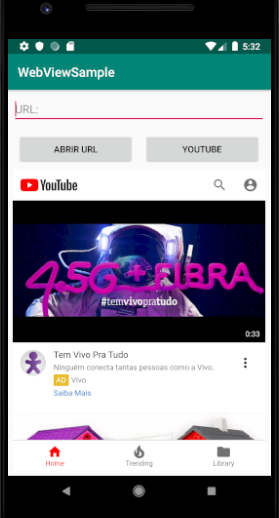 5:32
WebViewSample
URL:
ABRIR URL
YOUTUBE
YouTube
4.5G+FIBRA
#temvivopratudo
0:33
Tem Vivo Pra Tudo
Ninguém conecta tantas pessoas como a Vivo.
AD Vivo
Saiba Mais
Home
Trending
Library